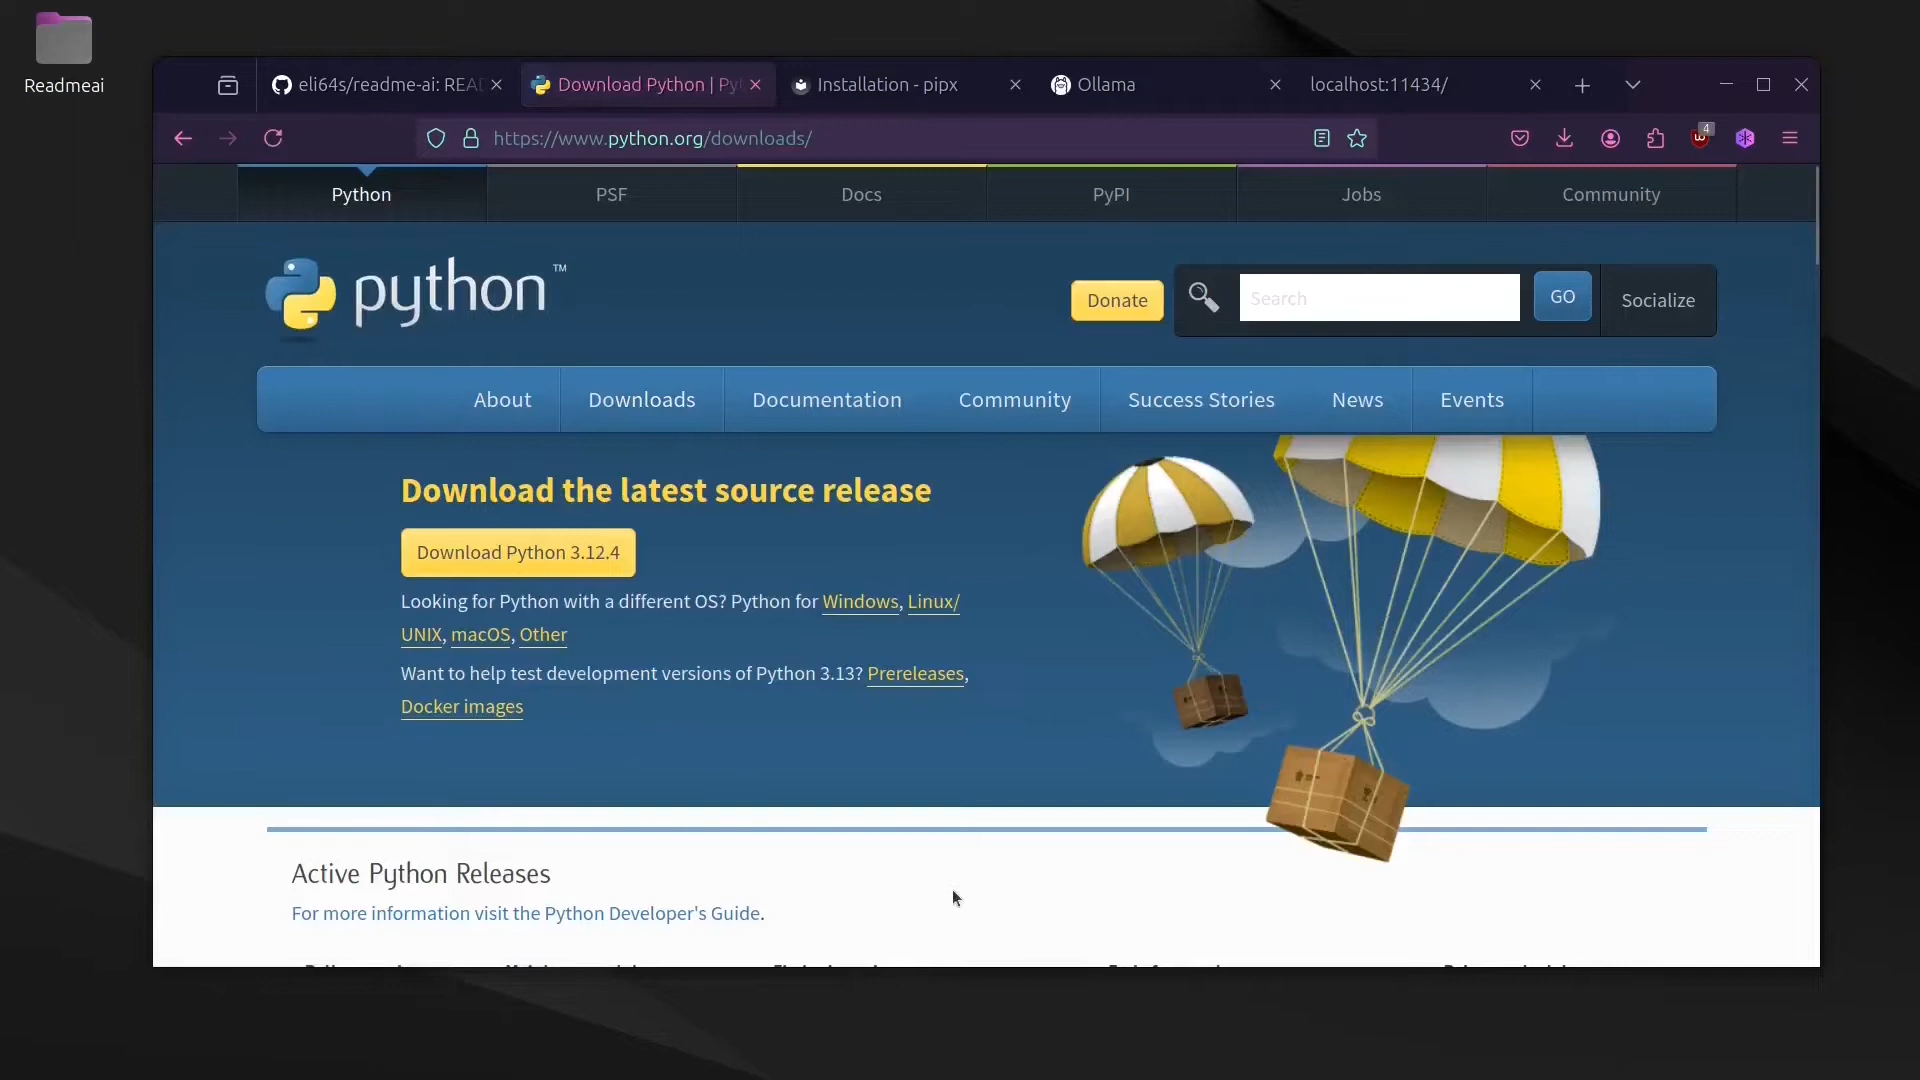 Readmeai
eli64s/readme-ai: REA
Download Python | Py
Installation - pipx
Ollama
localhost:11434/
https://www.python.org/downloads/
4
Python
PSF
Docs
PyPI
Jobs
Community
python™
Donate
Search
GO
Socialize
About
Downloads
Documentation
Community
Success Stories
News
Events
Download the latest source release
Download Python 3.12.4
Looking for Python with a different OS? Python for Windows, Linux/
UNIX, macOS, Other
Want to help test development versions of Python 3.13? Prereleases,
Docker images
Active Python Releases
For more information visit the Python Developer's Guide.